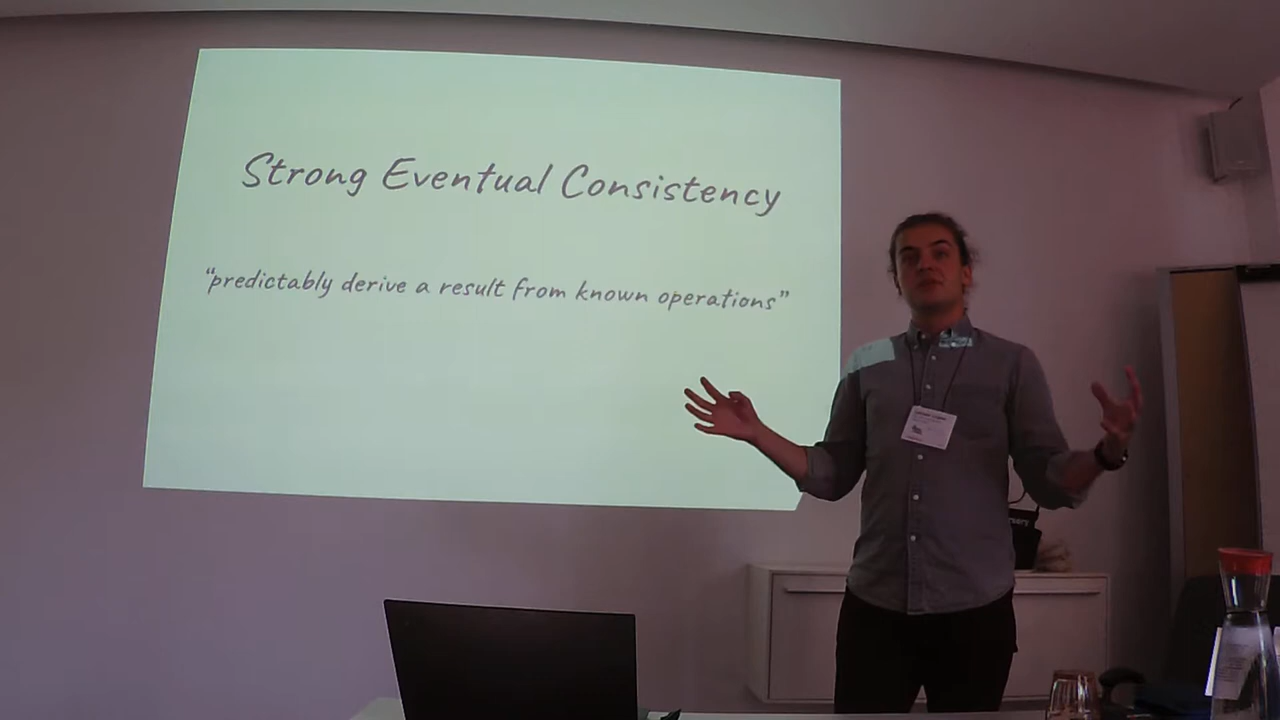 Strong Eventual Consistency
“predictably derive a result from known operations”